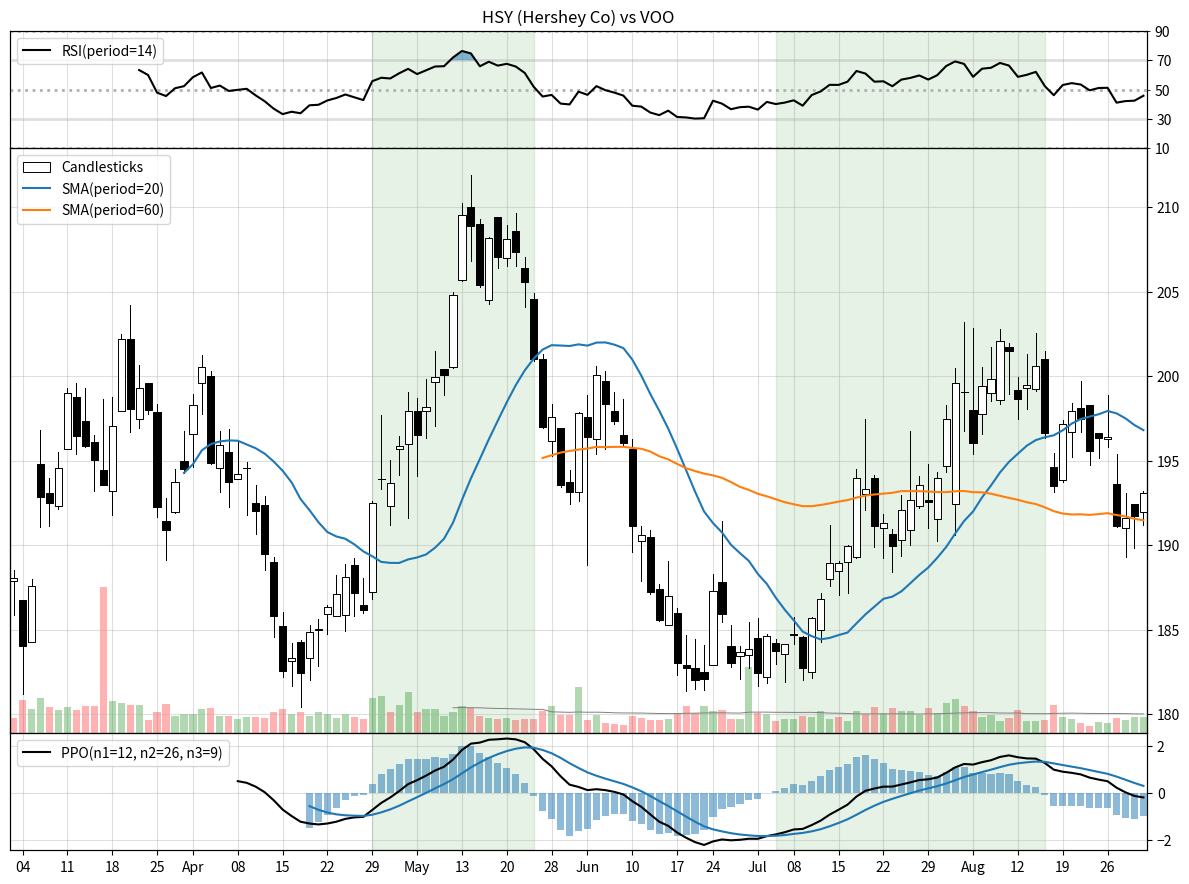 HSY (Hershey Co) vs VOO
RSI(period=14)
90
70
50
30
10
Candlesticks
SMA(period=20)
SMA(period=60)
210
205
200
195
190
185
180
PPO(n1=12, n2=26, n3=9)
2
0
−2
04 11 18 25 Apr 08 15 22 29 May 13 20 28 Jun 10 17 24 Jul 08 15 22 29 Aug 12 19 26